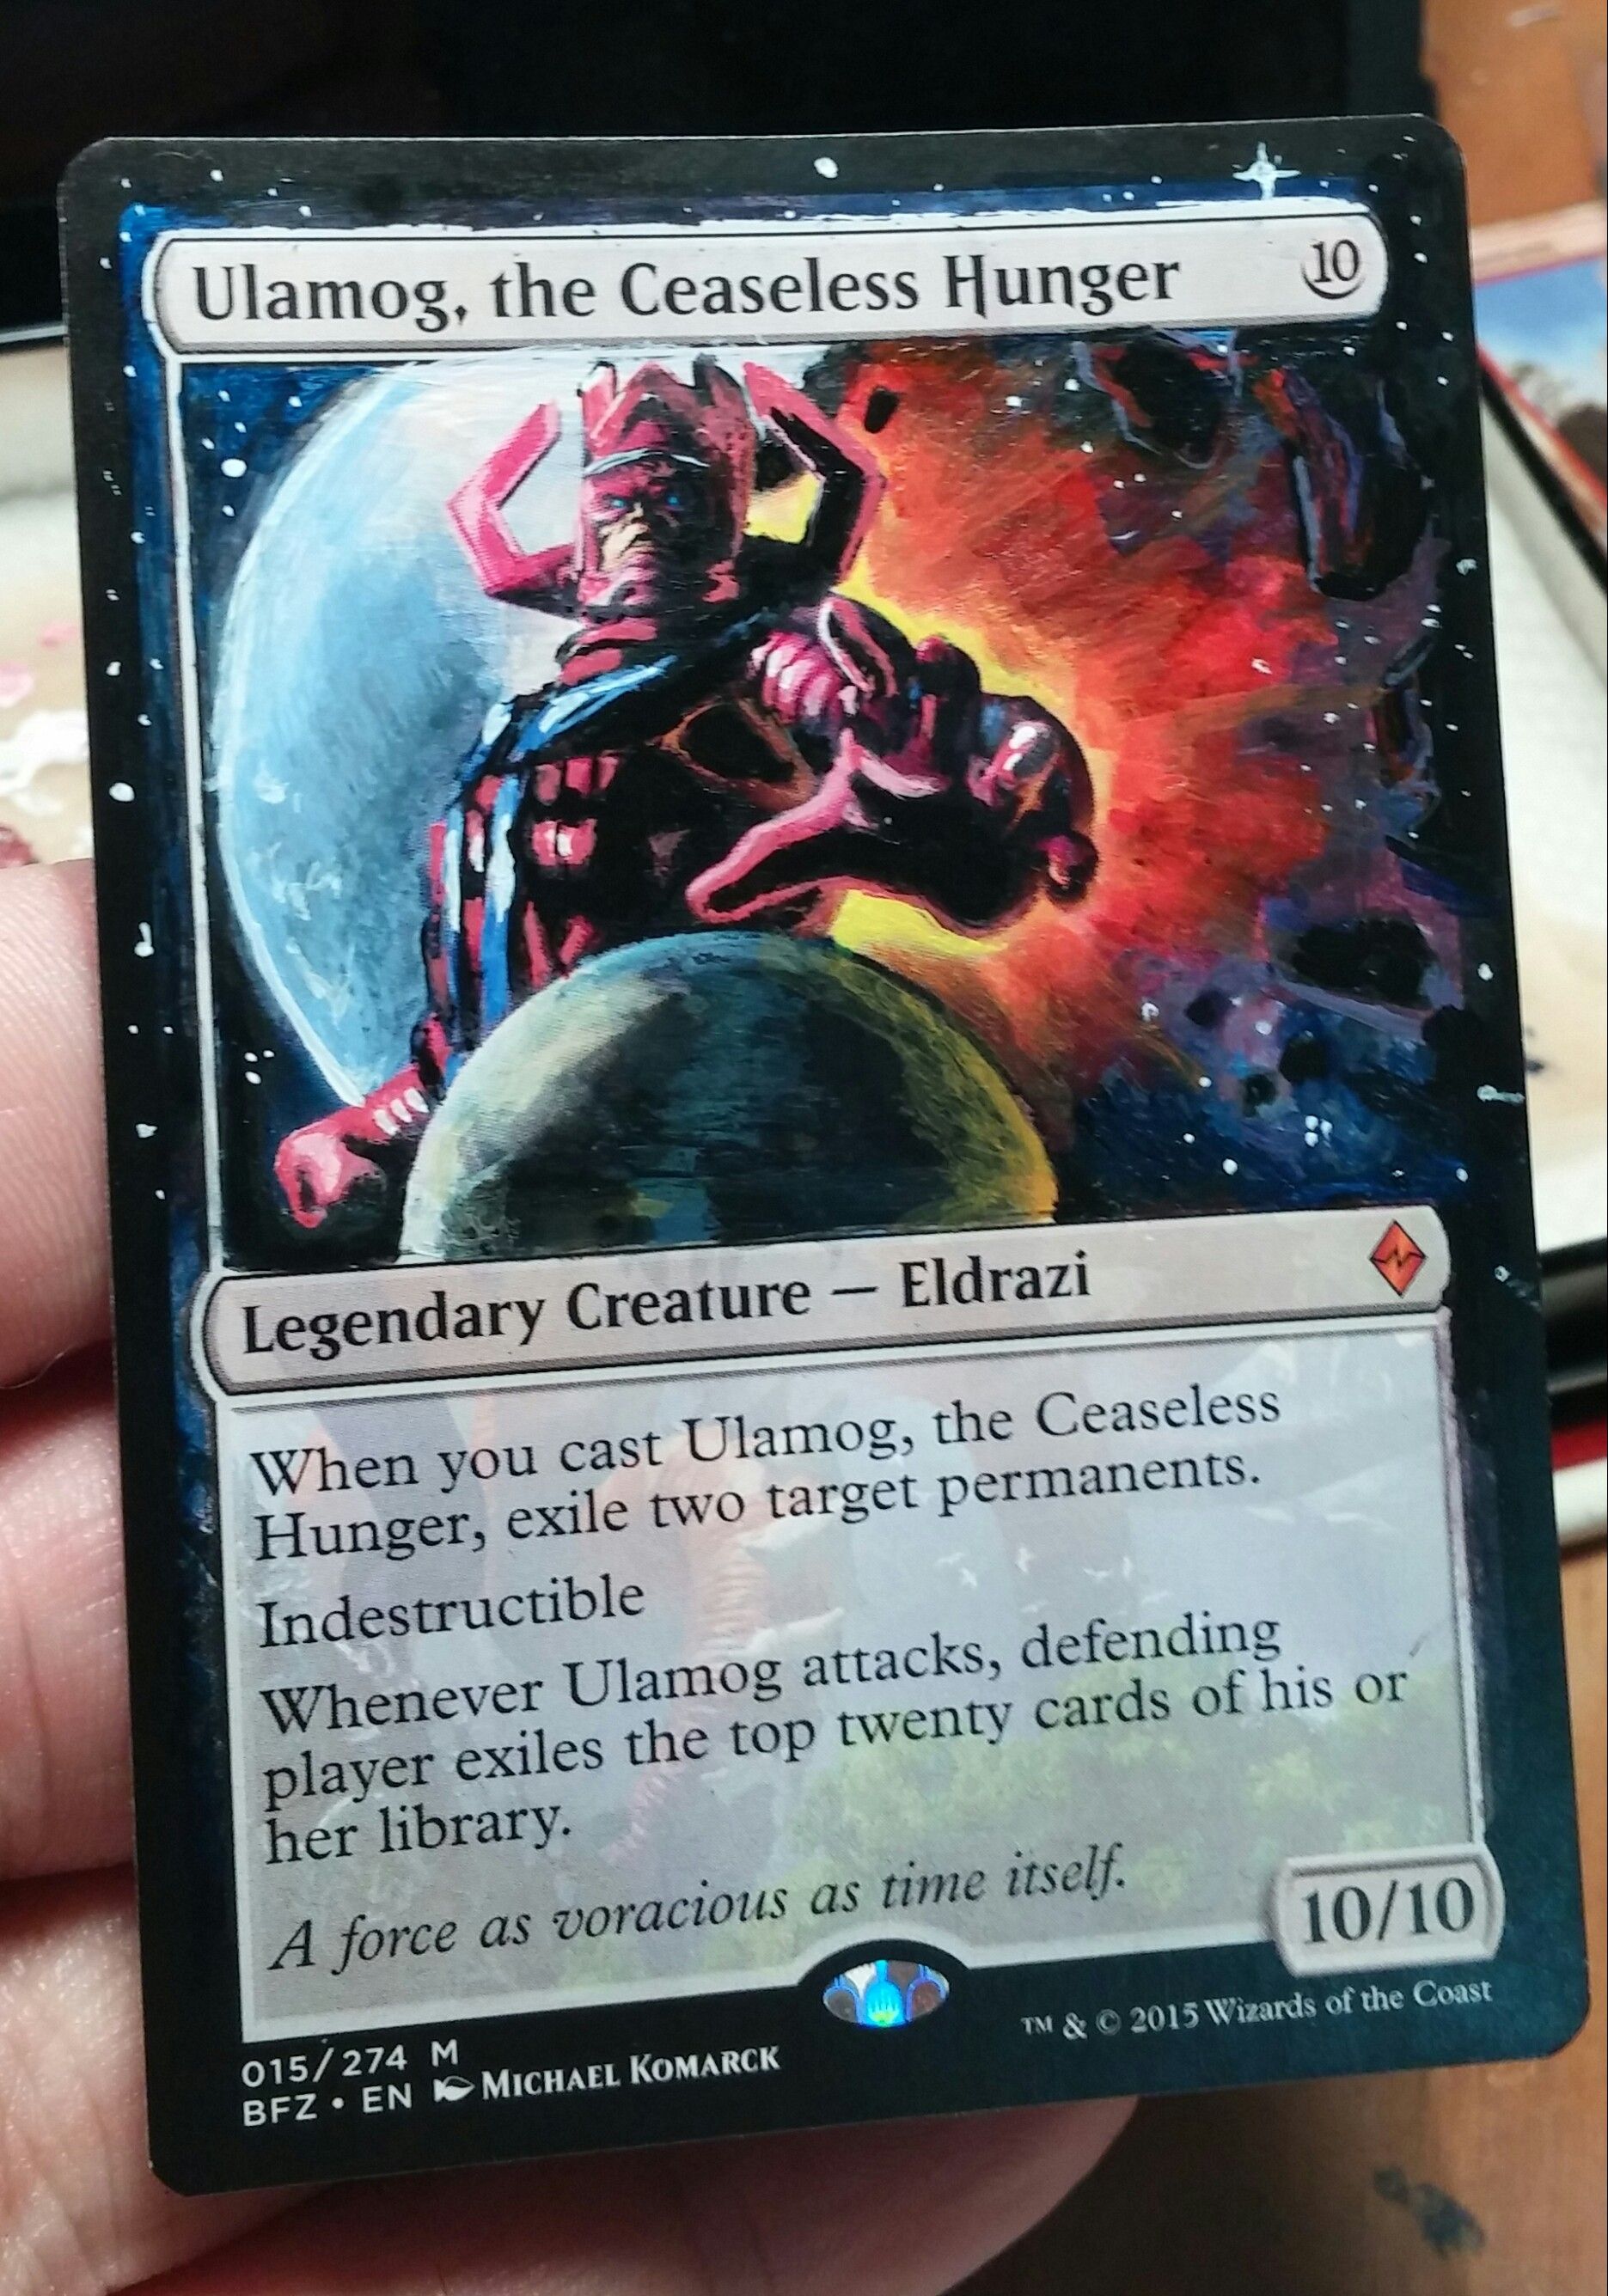 Ulamog, the Ceaseless Hunger 10
Legendary Creature — Eldrazi
When you cast Ulamog, the Ceaseless
Hunger, exile two target permanents.
Indestructible
Whenever Ulamog attacks, defending
player exiles the top twenty cards of his or
her library.
A force as voracious as time itself.
10/10
015/274 M
BFZ • EN MICHAEL KOMARCK
™ & © 2015 Wizards of the Coast